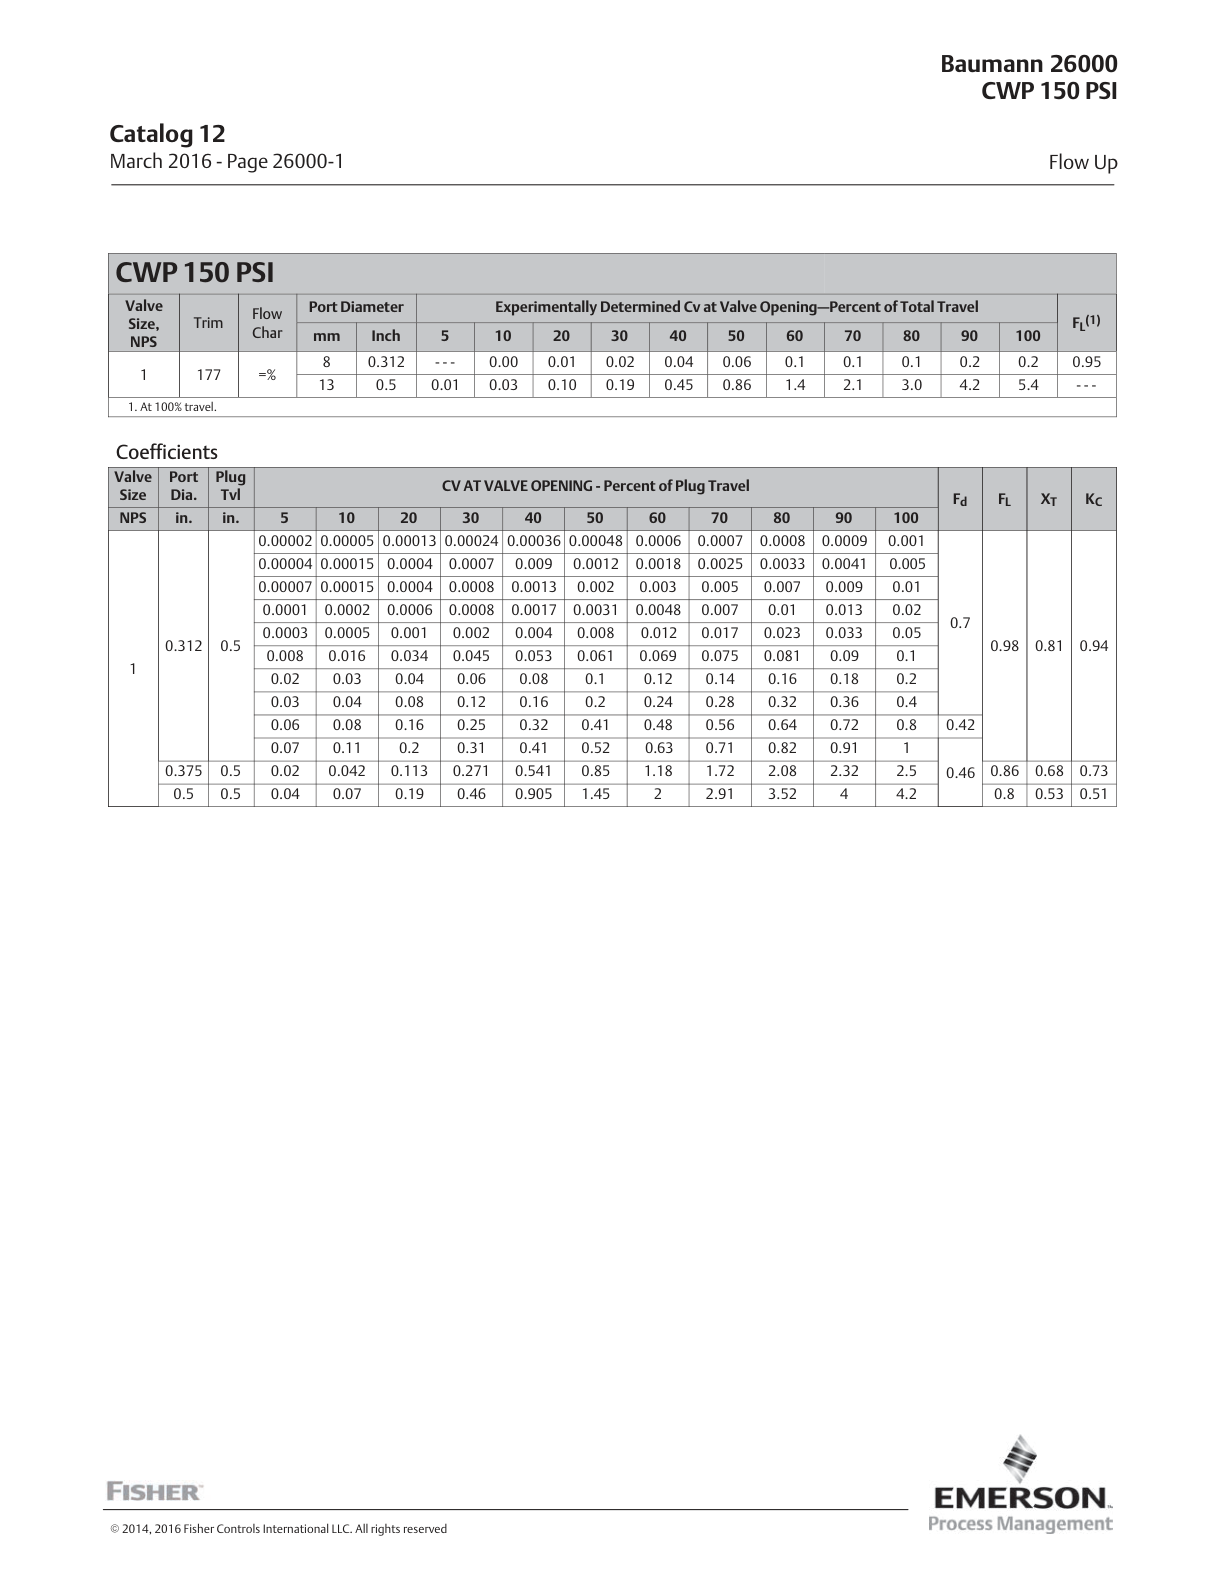 Baumann 26000
CWP 150 PSI
Catalog 12
March 2016 - Page 26000-1 Flow Up
CWP 150 PSI
Valve Size, NPS Trim Flow Char Port Diameter Experimentally Determined Cv at Valve Opening—Percent of Total Travel FL(1)
mm Inch 5 10 20 30 40 50 60 70 80 90 100
1 177 =% 8 0.312 --- 0.00 0.01 0.02 0.04 0.06 0.1 0.1 0.1 0.2 0.2 0.95
13 0.5 0.01 0.03 0.10 0.19 0.45 0.86 1.4 2.1 3.0 4.2 5.4 ---
1. At 100% travel.
Coefficients
Valve Size Port Dia. Plug Tvl CV AT VALVE OPENING - Percent of Plug Travel Fd FL XT KC
NPS in. in. 5 10 20 30 40 50 60 70 80 90 100
1 0.312 0.5 0.00002 0.00005 0.00013 0.00024 0.00036 0.00048 0.0006 0.0007 0.0008 0.0009 0.001 0.7 0.98 0.81 0.94
0.00004 0.00015 0.0004 0.0007 0.009 0.0012 0.0018 0.0025 0.0033 0.0041 0.005
0.00007 0.00015 0.0004 0.0008 0.0013 0.002 0.003 0.005 0.007 0.009 0.01
0.0001 0.0002 0.0006 0.0008 0.0017 0.0031 0.0048 0.007 0.01 0.013 0.02
0.0003 0.0005 0.001 0.002 0.004 0.008 0.012 0.017 0.023 0.033 0.05
0.008 0.016 0.034 0.045 0.053 0.061 0.069 0.075 0.081 0.09 0.1
0.02 0.03 0.04 0.06 0.08 0.1 0.12 0.14 0.16 0.18 0.2
0.03 0.04 0.08 0.12 0.16 0.2 0.24 0.28 0.32 0.36 0.4
0.06 0.08 0.16 0.25 0.32 0.41 0.48 0.56 0.64 0.72 0.8 0.42
0.07 0.11 0.2 0.31 0.41 0.52 0.63 0.71 0.82 0.91 1 0.46
0.375 0.5 0.02 0.042 0.113 0.271 0.541 0.85 1.18 1.72 2.08 2.32 2.5 0.86 0.68 0.73
0.5 0.5 0.04 0.07 0.19 0.46 0.905 1.45 2 2.91 3.52 4 4.2 0.8 0.53 0.51
FISHER™
EMERSON™
Process Management
© 2014, 2016 Fisher Controls International LLC. All rights reserved